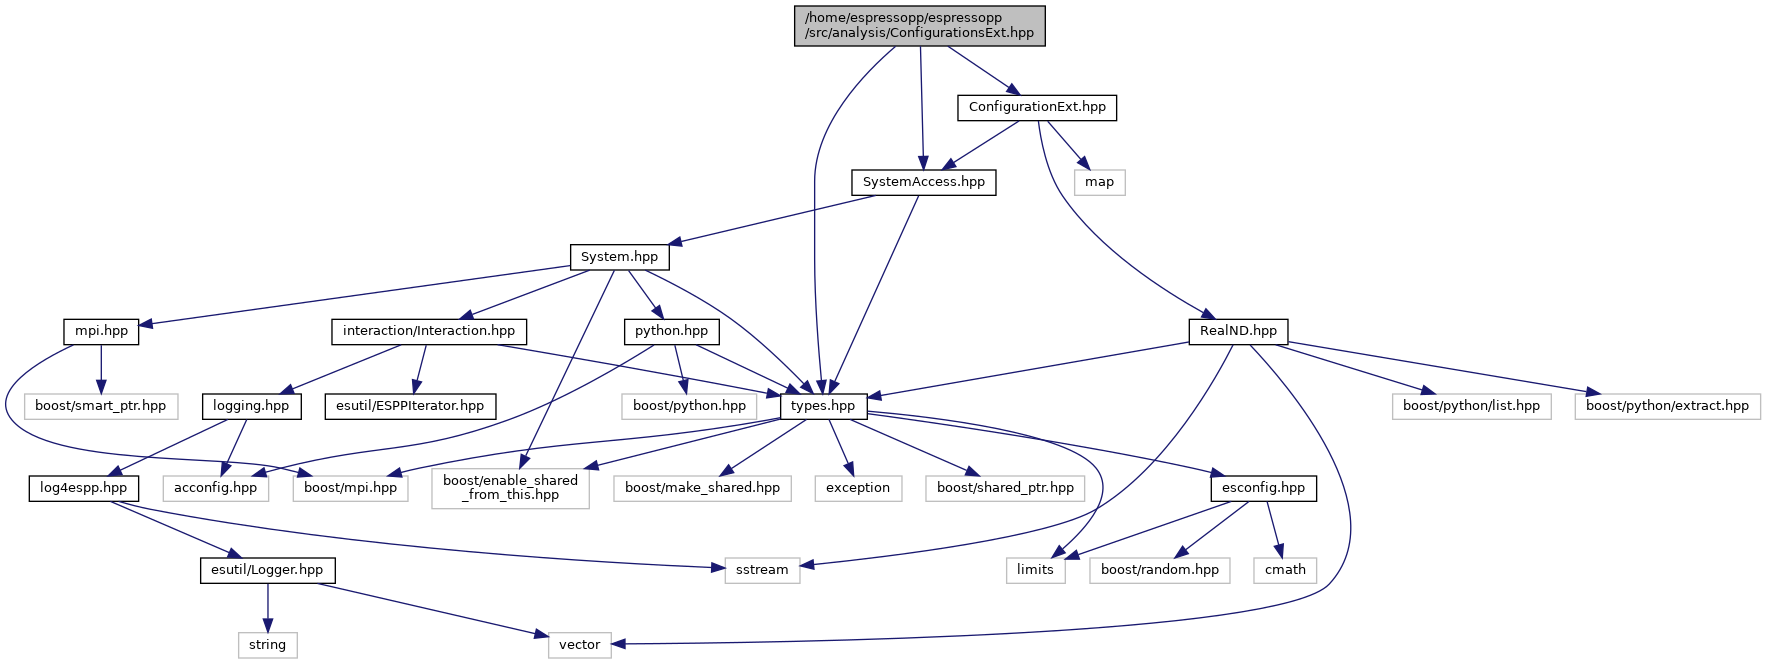 /home/espressopp/espressopp
/src/analysis/ConfigurationsExt.hpp
ConfigurationExt.hpp
SystemAccess.hpp
map
System.hpp
mpi.hpp
interaction/Interaction.hpp
python.hpp
RealND.hpp
boost/smart_ptr.hpp
logging.hpp
esutil/ESPPIterator.hpp
boost/python.hpp
types.hpp
boost/python/list.hpp
boost/python/extract.hpp
log4espp.hpp
acconfig.hpp
boost/mpi.hpp
boost/enable_shared
_from_this.hpp
boost/make_shared.hpp
exception
boost/shared_ptr.hpp
esconfig.hpp
esutil/Logger.hpp
sstream
limits
boost/random.hpp
cmath
string
vector